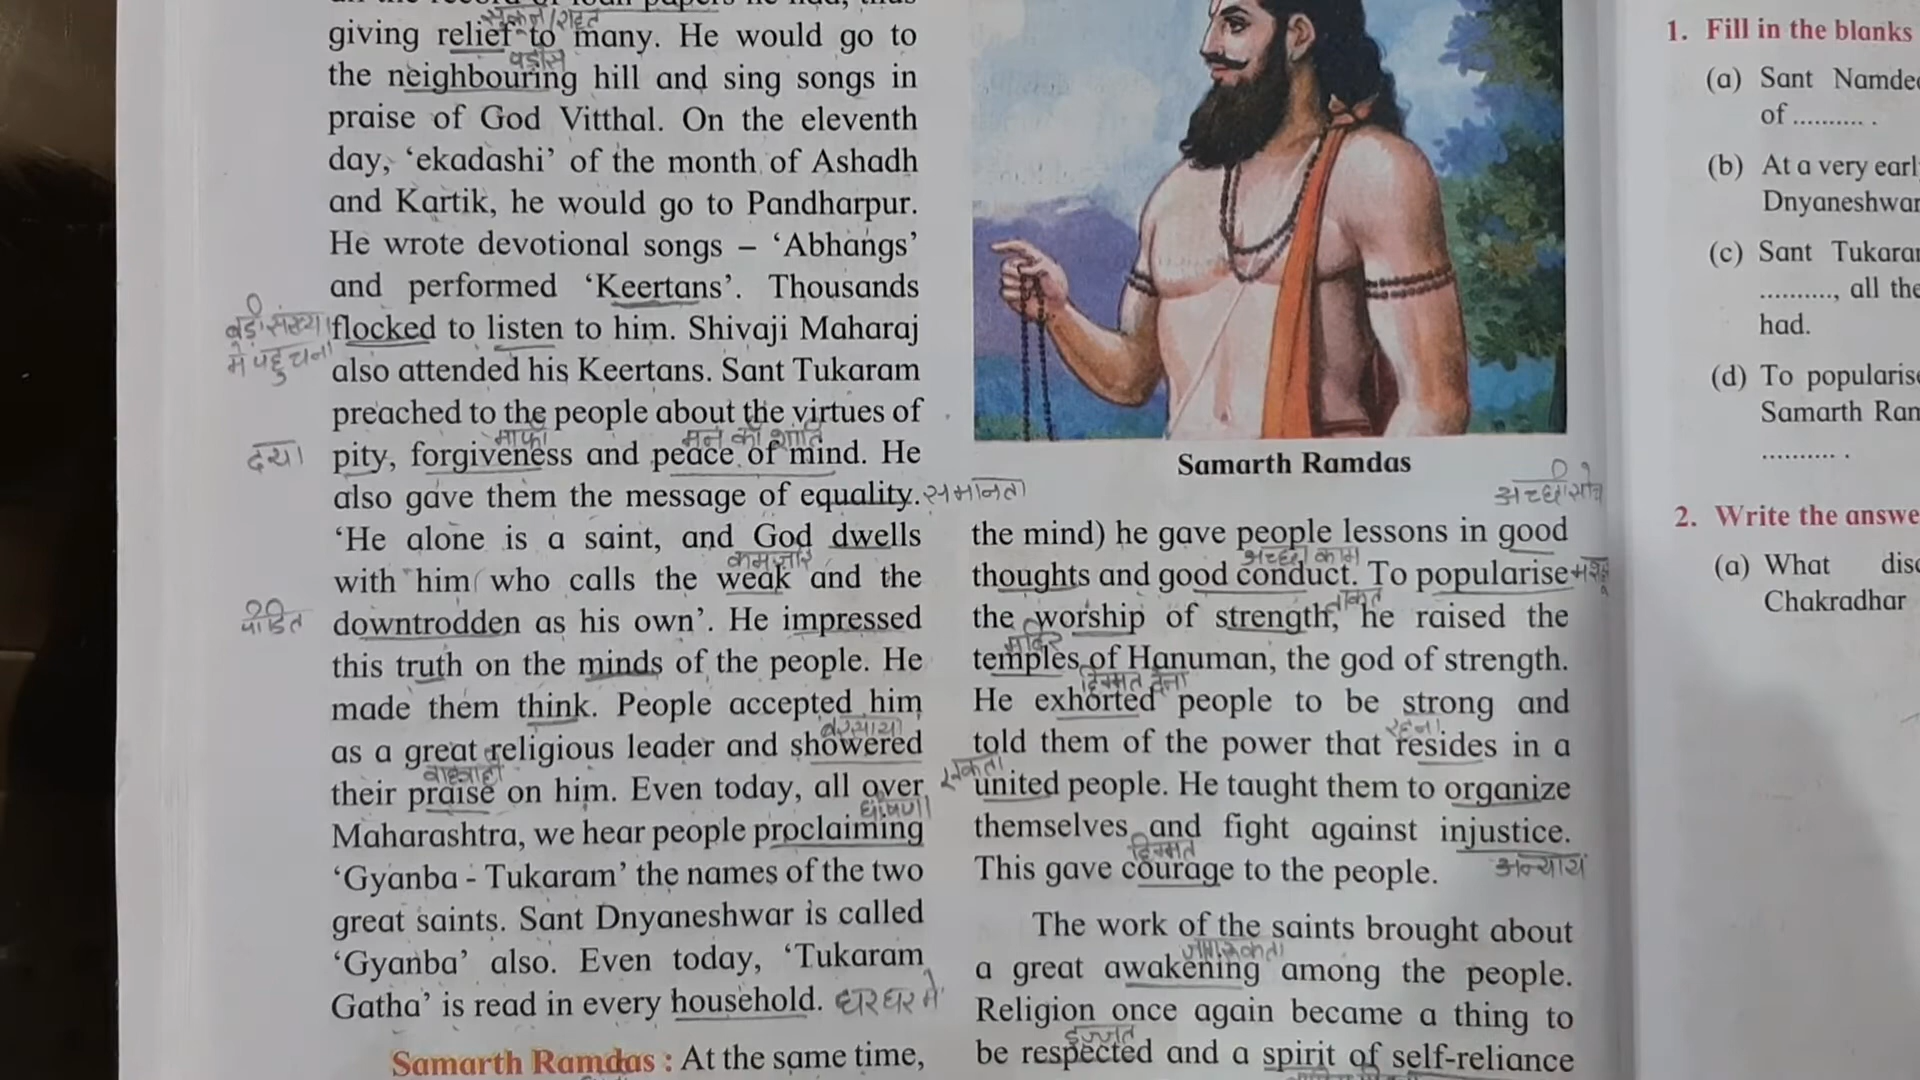 giving relief to many. He would go to
the neighbouring hill and sing songs in
praise of God Vitthal. On the eleventh
day, ‘ekadashi’ of the month of Ashadh
and Kartik, he would go to Pandharpur.
He wrote devotional songs – ‘Abhangs’
and performed ‘Keertans’. Thousands
flocked to listen to him. Shivaji Maharaj
also attended his Keertans. Sant Tukaram
preached to the people about the virtues of
माफी मन की शांति
दया pity, forgiveness and peace of mind. He
also gave them the message of equality. समानता
‘He alone is a saint, and God dwells
कमजोर
with him who calls the weak and the
downtrodden as his own’. He impressed
this truth on the minds of the people. He
made them think. People accepted him
बरसाया
as a great religious leader and showered
वाहवाही
their praise on him. Even today, all over
घोषणा
Maharashtra, we hear people proclaiming
‘Gyanba - Tukaram’ the names of the two
great saints. Sant Dnyaneshwar is called
‘Gyanba’ also. Even today, ‘Tukaram
Gatha’ is read in every household. घर घर में
Samarth Ramdas : At the same time,
Samarth Ramdas
the mind) he gave people lessons in good
अच्छा काम
thoughts and good conduct. To popularise
ताकत
the worship of strength, he raised the
मंदिर
temples of Hanuman, the god of strength.
हिम्मत देना
He exhorted people to be strong and
रहना
told them of the power that resides in a
united people. He taught them to organize
themselves and fight against injustice.
हिम्मत
This gave courage to the people. अन्याय
The work of the saints brought about
a great awakening among the people.
Religion once again became a thing to
इज्जत
be respected and a spirit of self-reliance
1. Fill in the blanks
(a) Sant
of .......... .
(b) At a very
Dnyaneshwar
(c) Sant
.........., all the
had.
(d) To
Samarth
.......... .
2. Write the
(a) What
Chakradhar